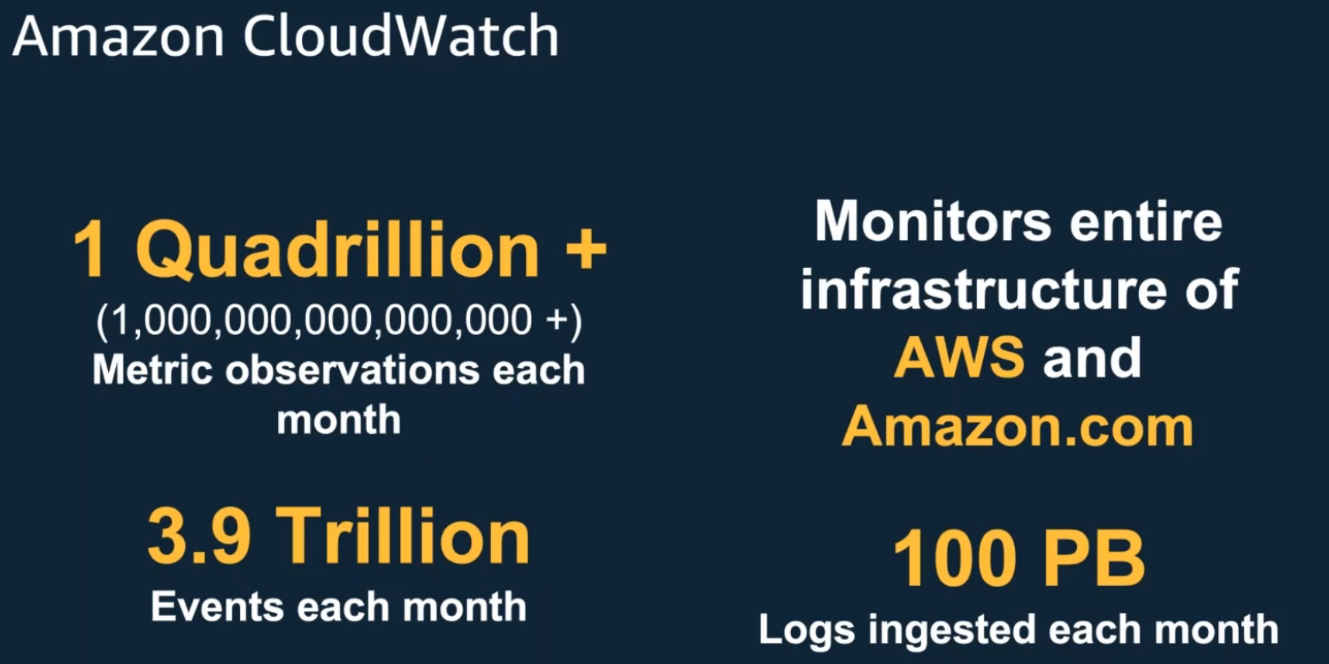 Amazon CloudWatch
1 Quadrillion +
(1,000,000,000,000,000 +)
Metric observations each
month
3.9 Trillion
Events each month
Monitors entire
infrastructure of
AWS and
Amazon.com
100 PB
Logs ingested each month